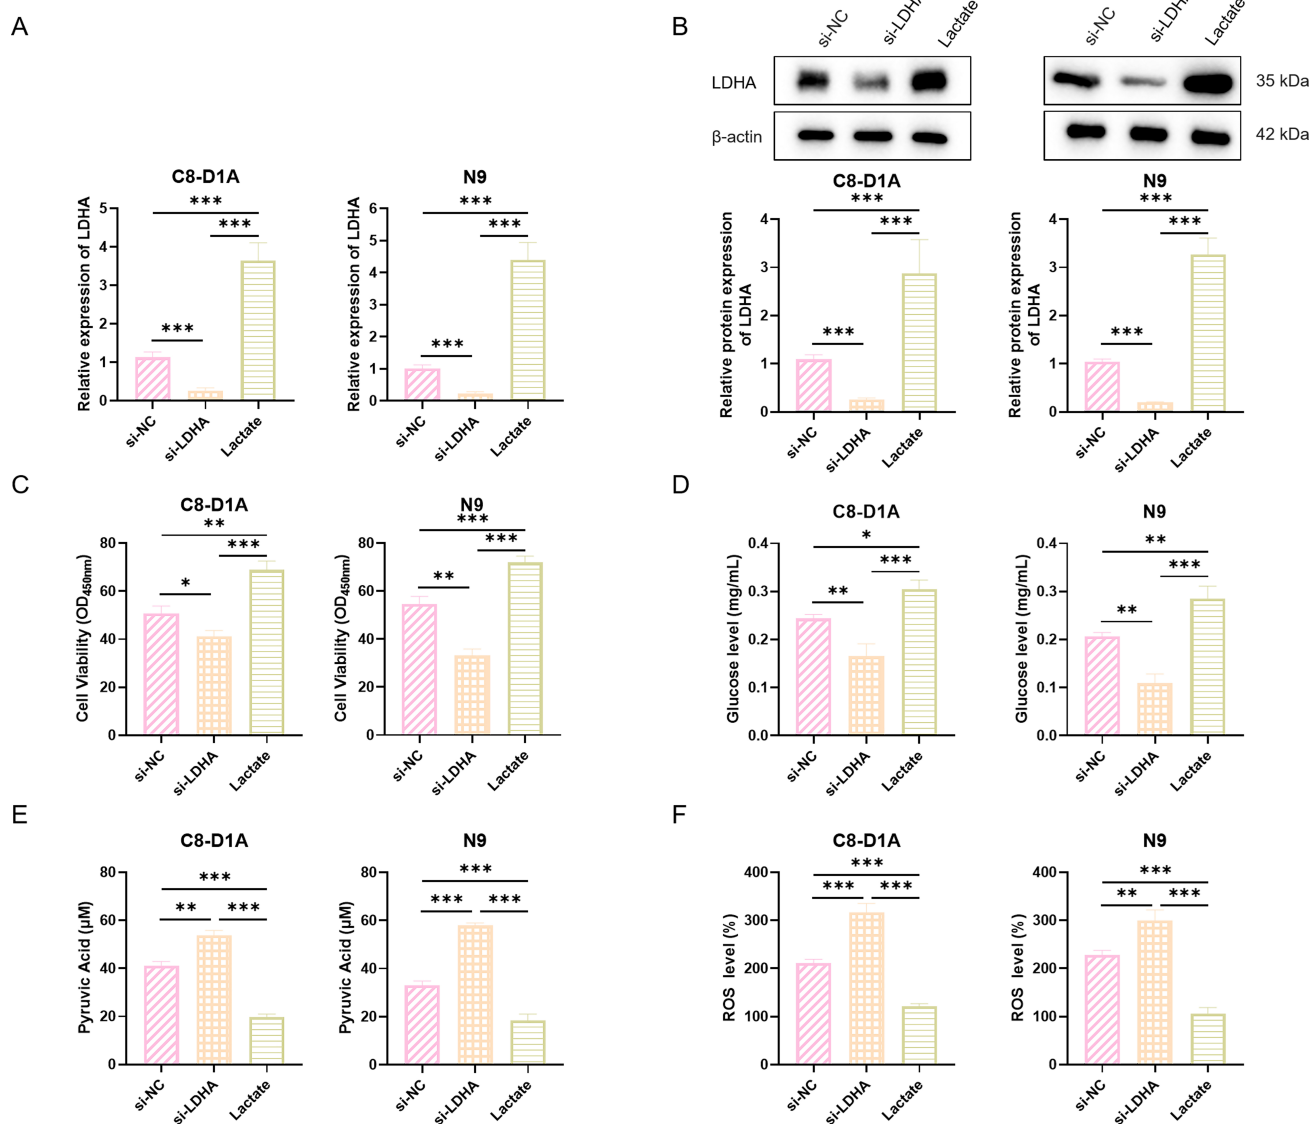 A
C8-D1A
N9
Relative expression of LDHA
5
4
3
2
1
0
***
***
***
si-NC
si-LDHA
Lactate
Relative expression of LDHA
6
5
4
3
2
1
0
***
***
***
si-NC
si-LDHA
Lactate
B
si-NC
si-LDHA
Lactate
si-NC
si-LDHA
Lactate
LDHA
35 kDa
β-actin
42 kDa
C8-D1A
N9
Relative protein expression
of LDHA
4
3
2
1
0
***
***
***
si-NC
si-LDHA
Lactate
Relative protein expression
of LDHA
4
3
2
1
0
***
***
***
si-NC
si-LDHA
Lactate
C
C8-D1A
N9
Cell Viability (OD450nm)
80
60
40
20
0
**
***
*
si-NC
si-LDHA
Lactate
Cell Viability (OD450nm)
80
60
40
20
0
***
***
**
si-NC
si-LDHA
Lactate
D
C8-D1A
N9
Glucose level (mg/mL)
0.4
0.3
0.2
0.1
0.0
*
***
**
si-NC
si-LDHA
Lactate
Glucose level (mg/mL)
0.4
0.3
0.2
0.1
0.0
**
***
**
si-NC
si-LDHA
Lactate
E
C8-D1A
N9
Pyruvic Acid (μM)
80
60
40
20
0
***
**
***
si-NC
si-LDHA
Lactate
Pyruvic Acid (μM)
80
60
40
20
0
***
***
***
si-NC
si-LDHA
Lactate
F
C8-D1A
N9
ROS level (%)
400
300
200
100
0
***
***
***
si-NC
si-LDHA
Lactate
ROS level (%)
400
300
200
100
0
***
**
***
si-NC
si-LDHA
Lactate